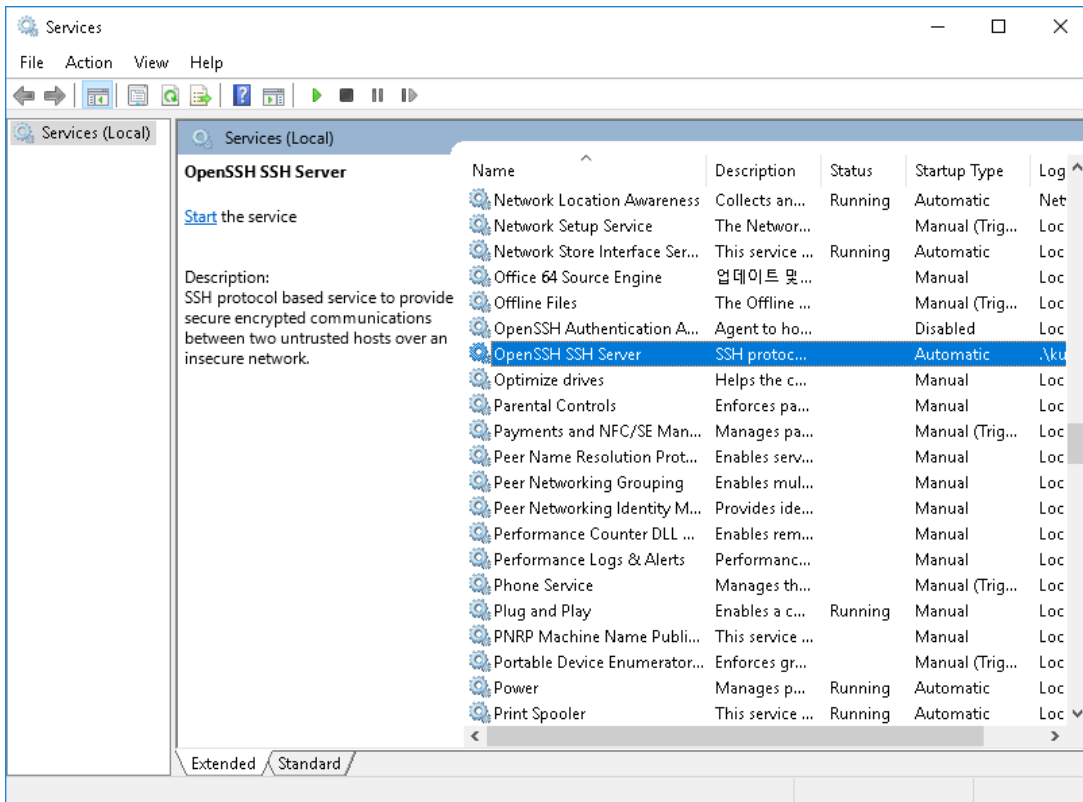 Services
File Action View Help
Services (Local)
Services (Local)
OpenSSH SSH Server
Start the service
Description:
SSH protocol based service to provide
secure encrypted communications
between two untrusted hosts over an
insecure network.
Name Description Status Startup Type Log
Network Location Awareness Collects an... Running Automatic Net
Network Setup Service The Networ... Manual (Trig... Loc
Network Store Interface Ser... This service ... Running Automatic Loc
Office 64 Source Engine 업데이트 및... Manual Loc
Offline Files The Offline ... Manual (Trig... Loc
OpenSSH Authentication A... Agent to ho... Disabled Loc
OpenSSH SSH Server SSH protoc... Automatic .\ku
Optimize drives Helps the c... Manual Loc
Parental Controls Enforces pa... Manual Loc
Payments and NFC/SE Man... Manages pa... Manual (Trig... Loc
Peer Name Resolution Prot... Enables serv... Manual Loc
Peer Networking Grouping Enables mul... Manual Loc
Peer Networking Identity M... Provides ide... Manual Loc
Performance Counter DLL ... Enables rem... Manual Loc
Performance Logs & Alerts Performanc... Manual Loc
Phone Service Manages th... Manual (Trig... Loc
Plug and Play Enables a c... Running Manual Loc
PNRP Machine Name Publi... This service ... Manual Loc
Portable Device Enumerator... Enforces gr... Manual (Trig... Loc
Power Manages p... Running Automatic Loc
Print Spooler This service ... Running Automatic Loc
Extended Standard